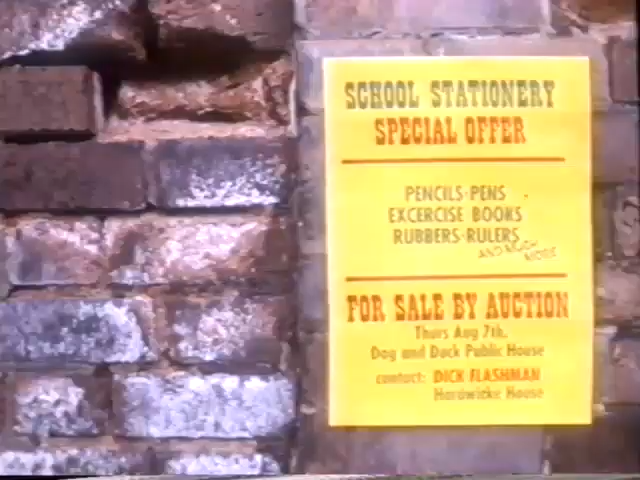 SCHOOL STATIONERY
SPECIAL OFFER
PENCILS·PENS
EXCERCISE BOOKS
RUBBERS·RULERS
AND MUCH
MORE
FOR SALE BY AUCTION
Thurs Aug 7th.
Dog and Duck Public House
contact: DICK FLASHMAN
Hardwicke House